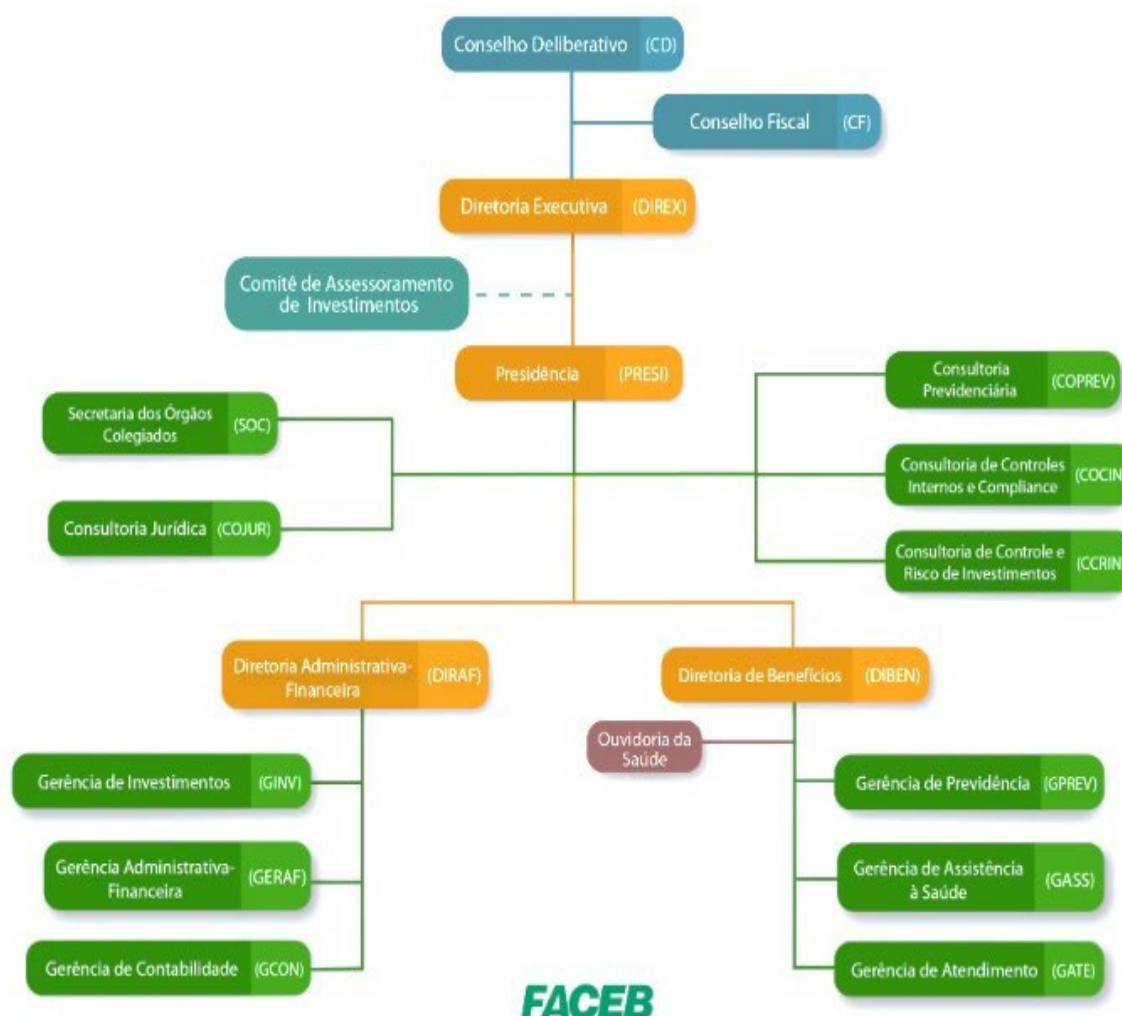 Conselho Deliberativo (CD)
Conselho Fiscal (CF)
Diretoria Executiva (DIREX)
Comitê de Assessoramento
de Investimentos
Presidência (PRESI)
Secretaria dos Órgãos
Colegiados
(SOC)
Consultoria Jurídica (COJUR)
Consultoria
Previdenciária
(COPREV)
Consultoria de Controles
Internos e Compliance
(COCIN
Consultoria de Controle e
Risco de Investimentos
(CCRIN
Diretoria Administrativa-
Financeira
(DIRAF)
Diretoria de Benefícios (DIBEN)
Ouvidoria da
Saúde
Gerência de Investimentos (GINV)
Gerência Administrativa-
Financeira
(GERAF)
Gerência de Contabilidade (GCON)
Gerência de Previdência (GPREV)
Gerência de Assistência
à Saúde
(GASS)
Gerência de Atendimento (GATE)
FACEB